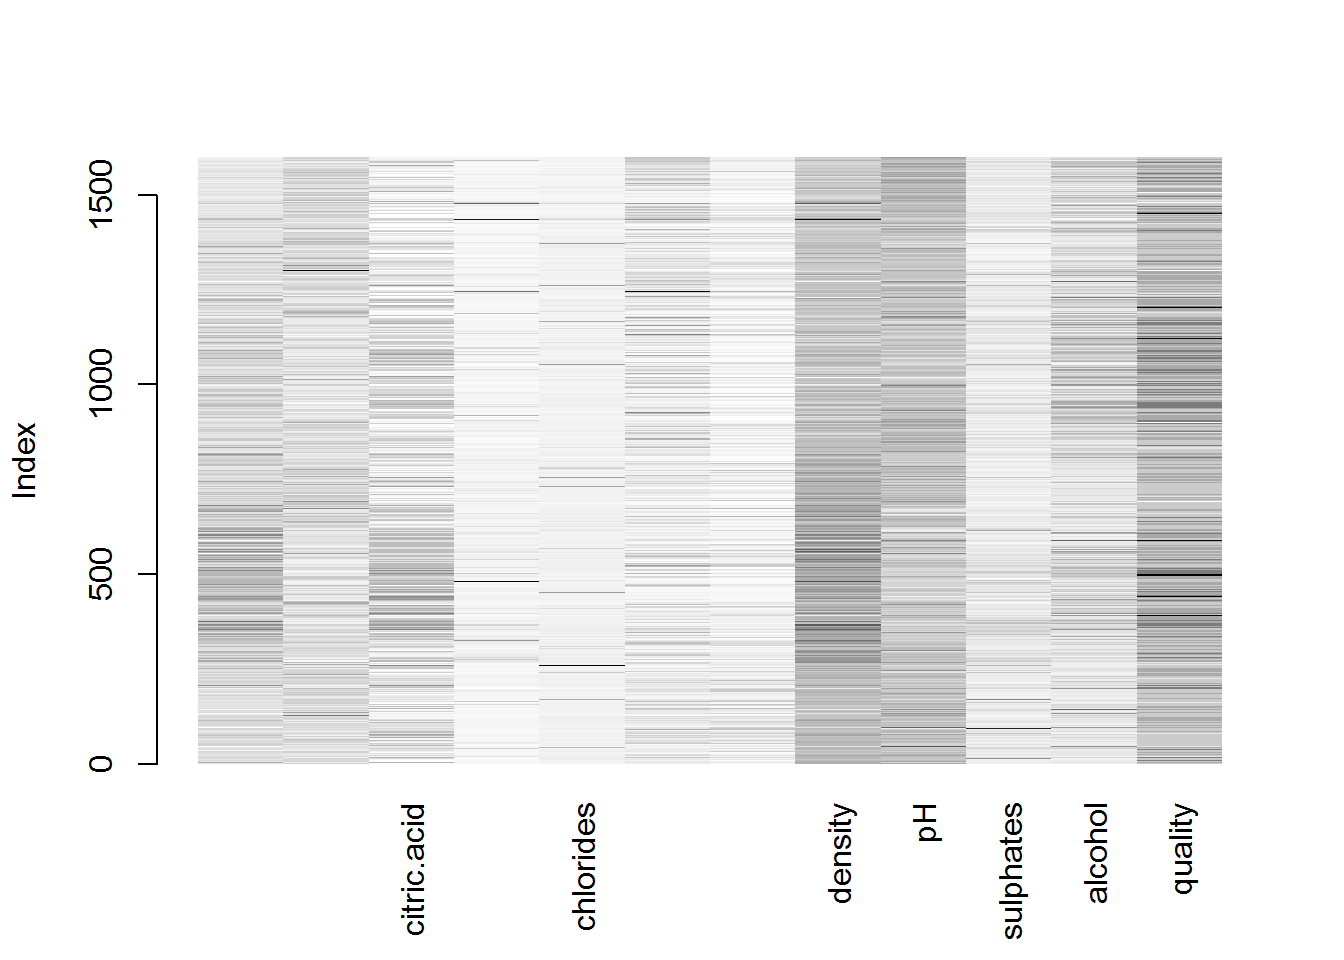 1500
1000
500
0
Index
citric.acid
chlorides
density
pH
sulphates
alcohol
quality